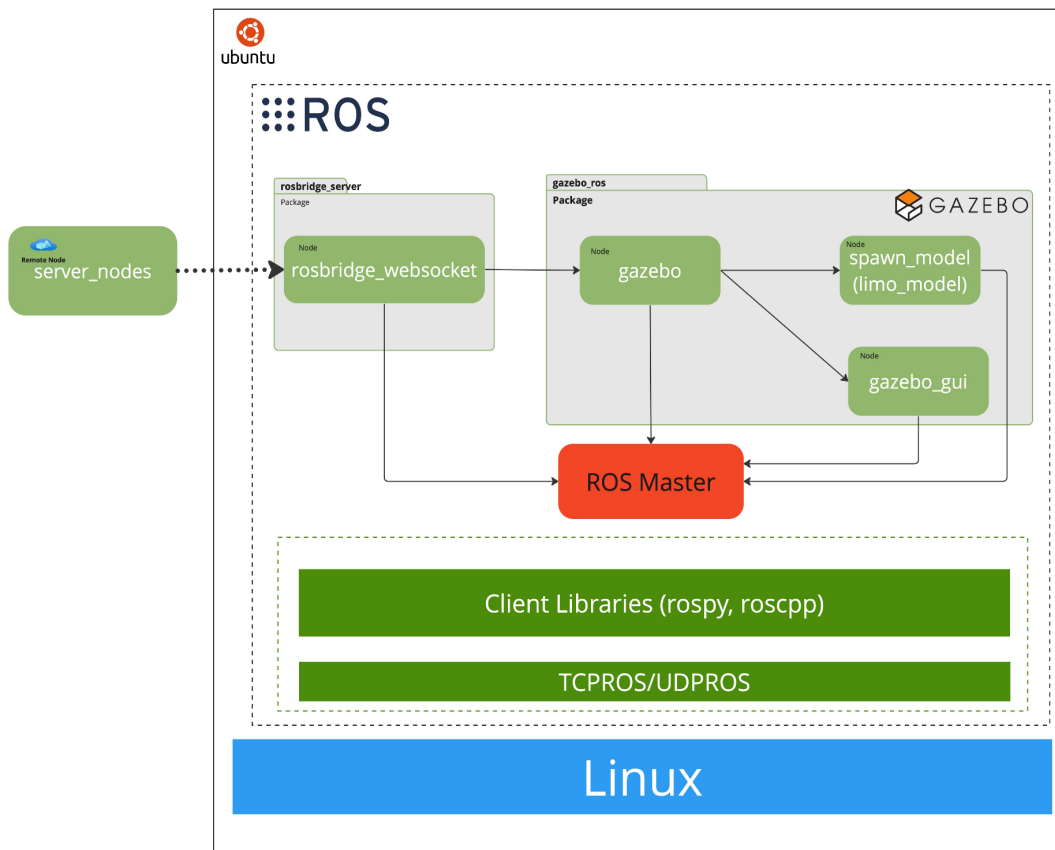 ubuntu
ROS
rosbridge_server
Package
gazebo_ros
Package
GAZEBO
Remote Node
server_nodes
Node
rosbridge_websocket
Node
gazebo
Node
spawn_model
(limo_model)
Node
gazebo_gui
ROS Master
Client Libraries (rospy, roscpp)
TCPROS/UDPROS
Linux